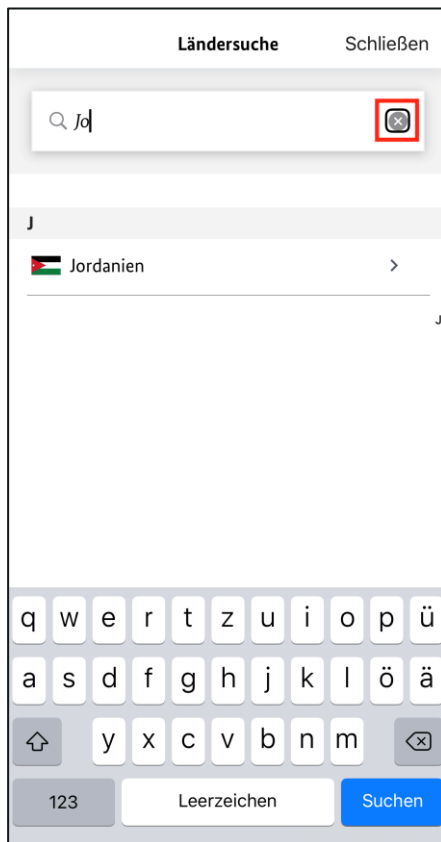 Ländersuche Schließen
Jo
J
Jordanien
J
q w e r t z u i o p ü
a s d f g h j k l ö ä
y x c v b n m
123 Leerzeichen Suchen